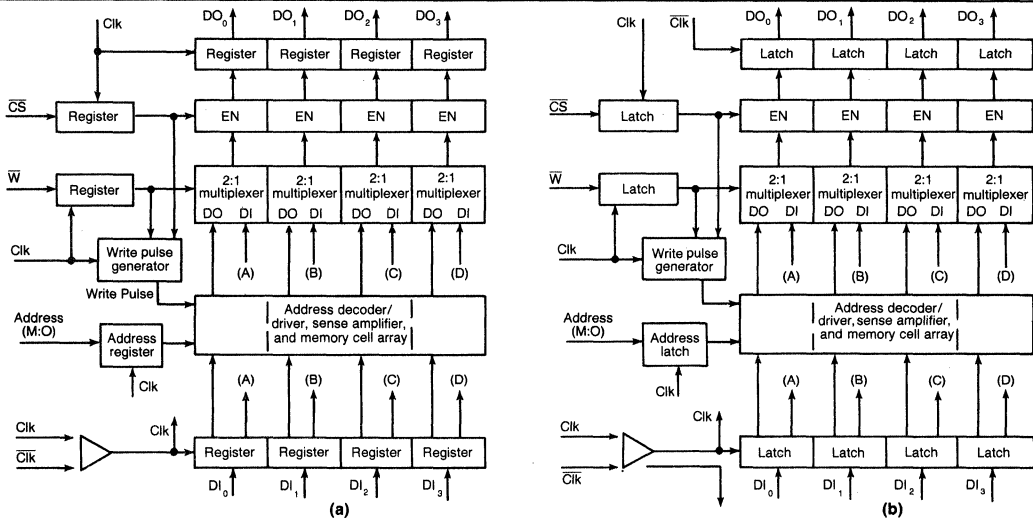 Clk DO₀ DO₁ DO₂ DO₃
Register Register Register Register
C̅S̅ Register EN EN EN EN
W̅ Register
2:1 multiplexer 2:1 multiplexer 2:1 multiplexer 2:1 multiplexer
DO DI DO DI DO DI DO DI
Clk Write pulse generator (A) (B) (C) (D)
Write Pulse
Address (M:O) Address register
Address decoder/
driver, sense amplifier,
and memory cell array
Clk (A) (B) (C) (D)
Clk Clk
C̅l̅k̅ Register Register Register Register
DI₀ DI₁ DI₂ DI₃
(a)
Clk C̅l̅k̅ DO₀ DO₁ DO₂ DO₃
Latch Latch Latch Latch
C̅S̅ Latch EN EN EN EN
W̅ Latch
2:1 multiplexer 2:1 multiplexer 2:1 multiplexer 2:1 multiplexer
DO DI DO DI DO DI DO DI
Clk Write pulse generator (A) (B) (C) (D)
Address (M:O) Address latch
Address decoder/
driver, sense amplifier,
and memory cell array
Clk (A) (B) (C) (D)
Clk Clk
C̅l̅k̅ Latch Latch Latch Latch
DI₀ DI₁ DI₂ DI₃
(b)